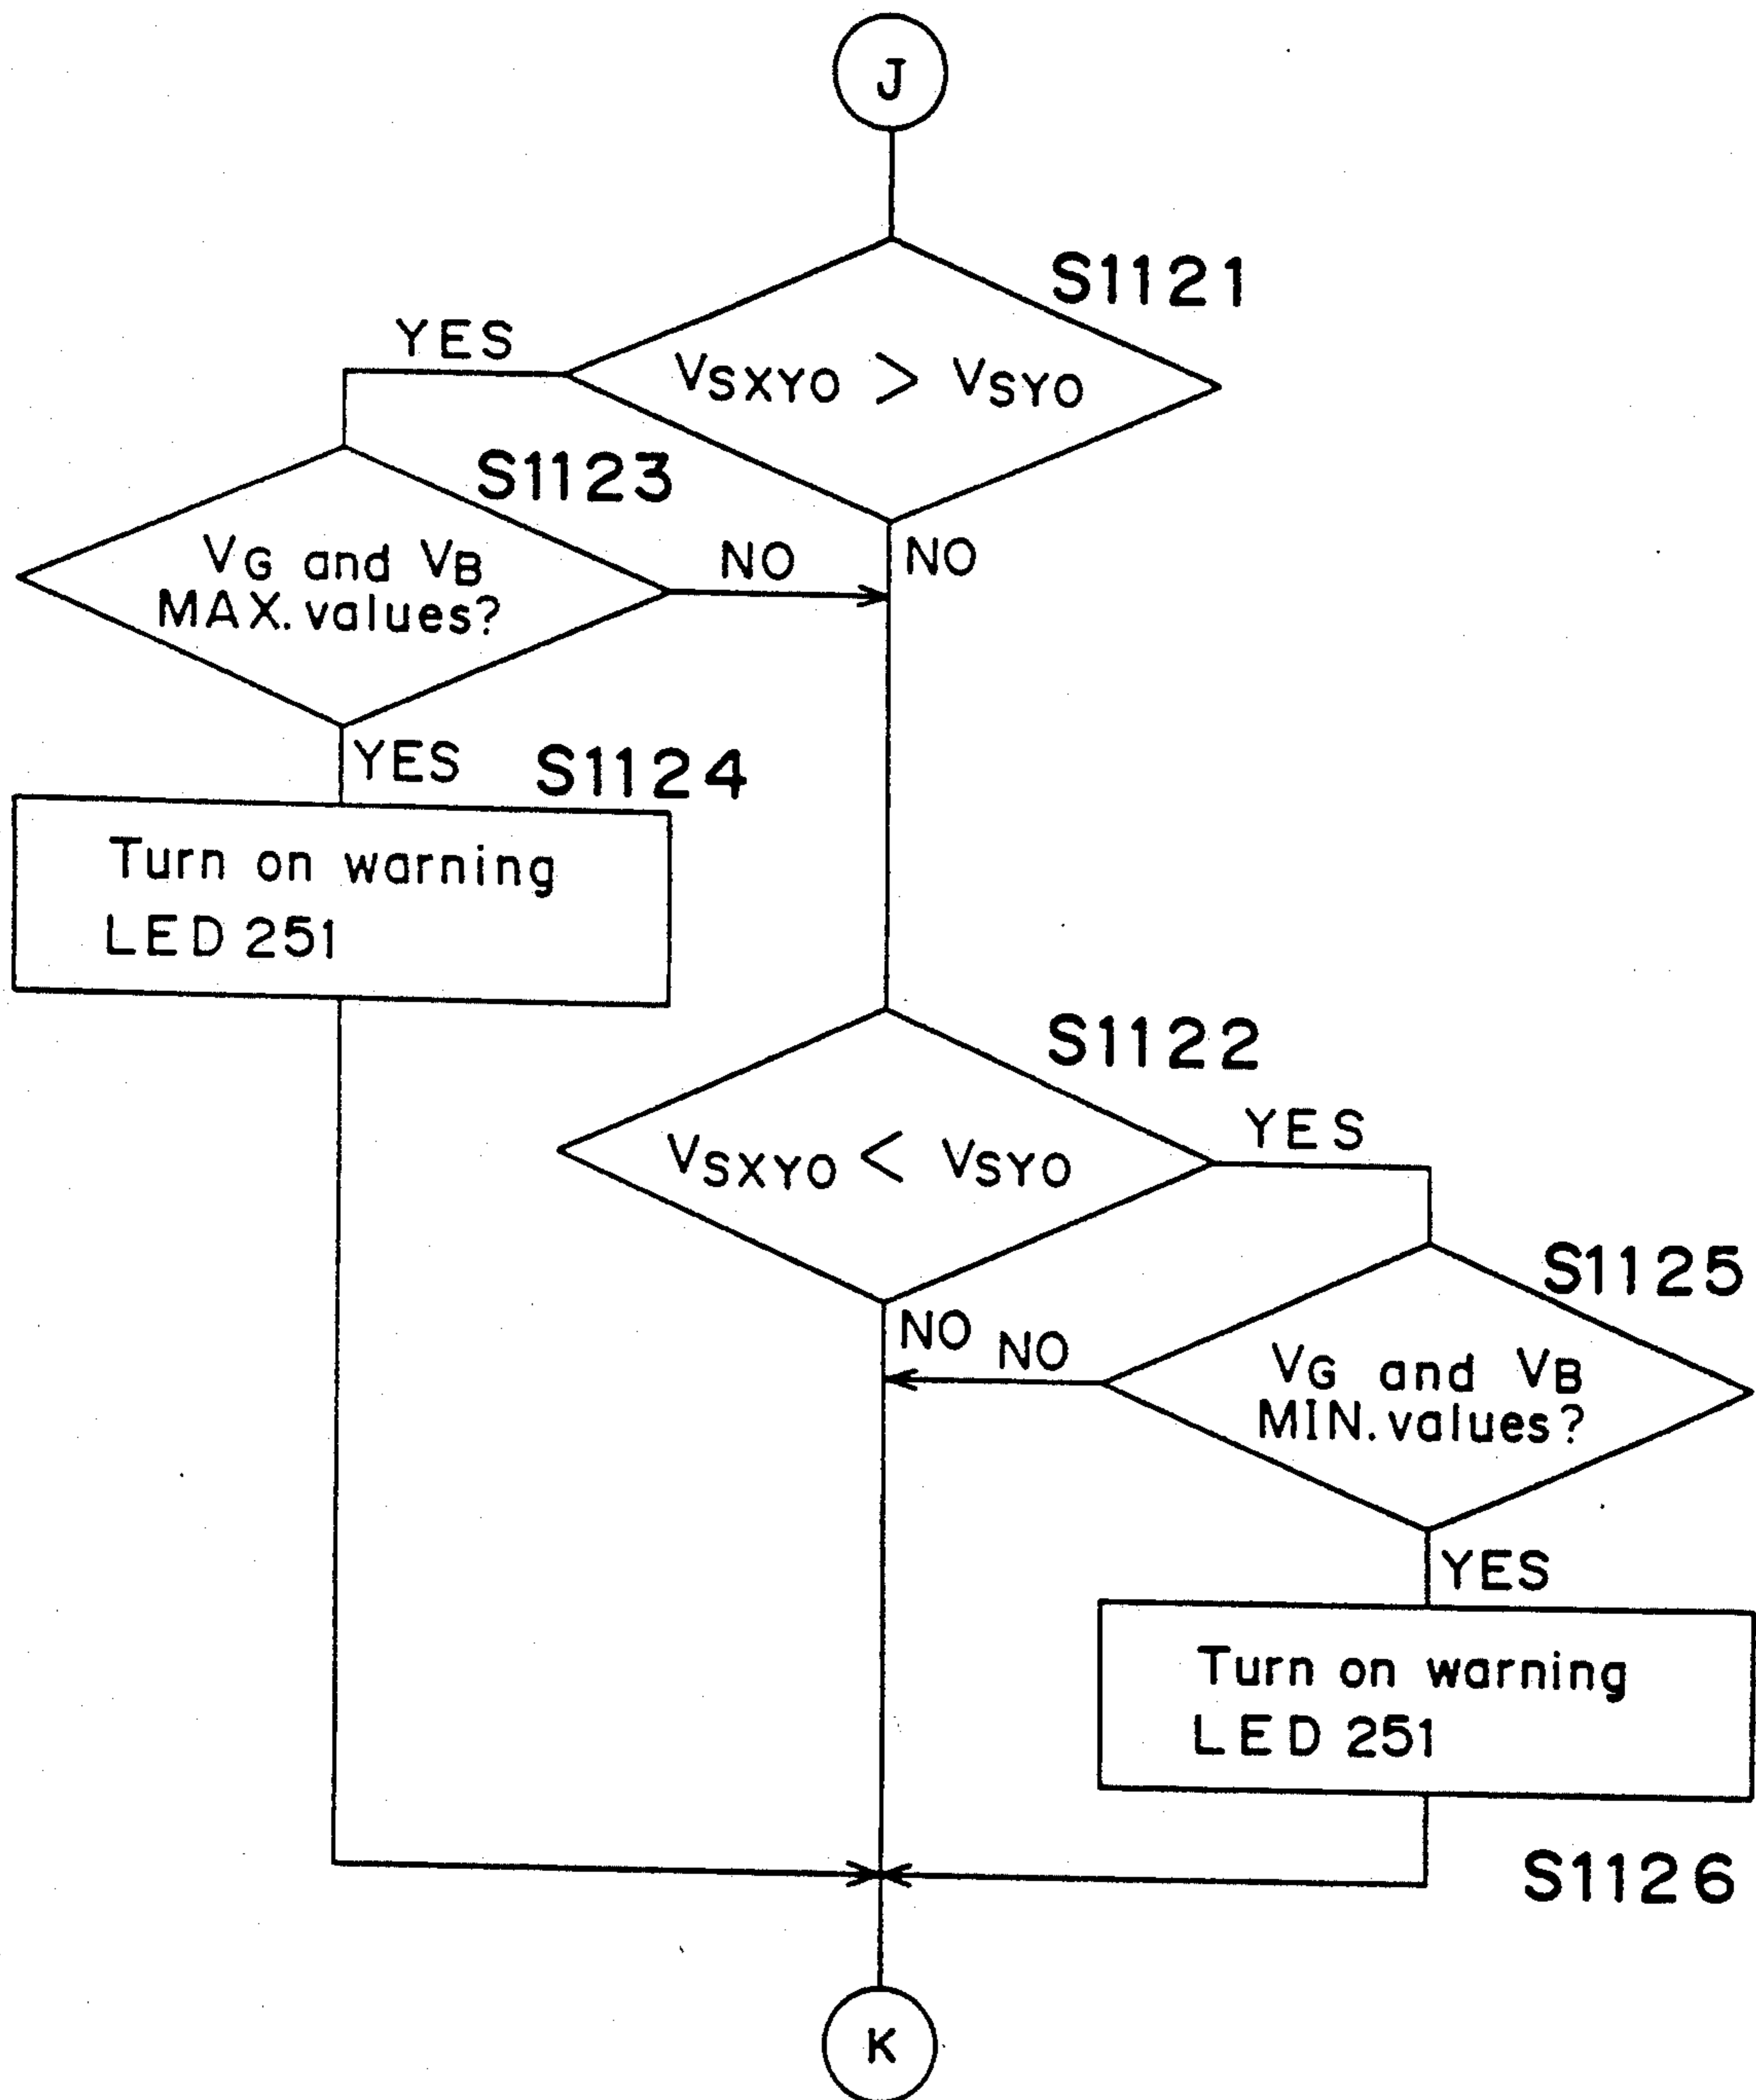 J
S1121
YES
VSXYO > VSYO
S1123
NO
NO
VG and VB
MAX. values?
YES
S1124
Turn on warning
LED 251
S1122
YES
VSXYO < VSYO
S1125
NO
NO
VG and VB
MIN. values?
YES
Turn on warning
LED 251
S1126
K